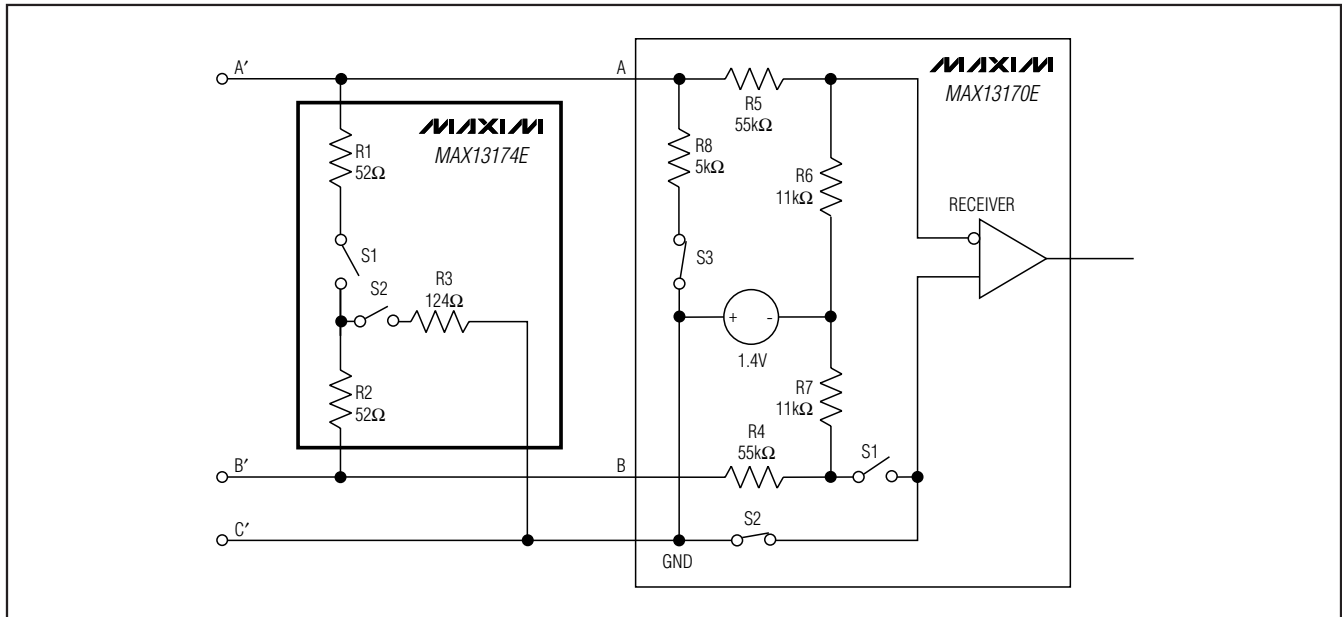 A′
A
MAXIM
MAX13170E
R5
55kΩ
MAXIM
MAX13174E
R1
52Ω
R8
5kΩ
R6
11kΩ
RECEIVER
S1
S3
S2
R3
124Ω
+ -
1.4V
R2
52Ω
R7
11kΩ
R4
55kΩ
S1
B′
B
S2
C′
GND